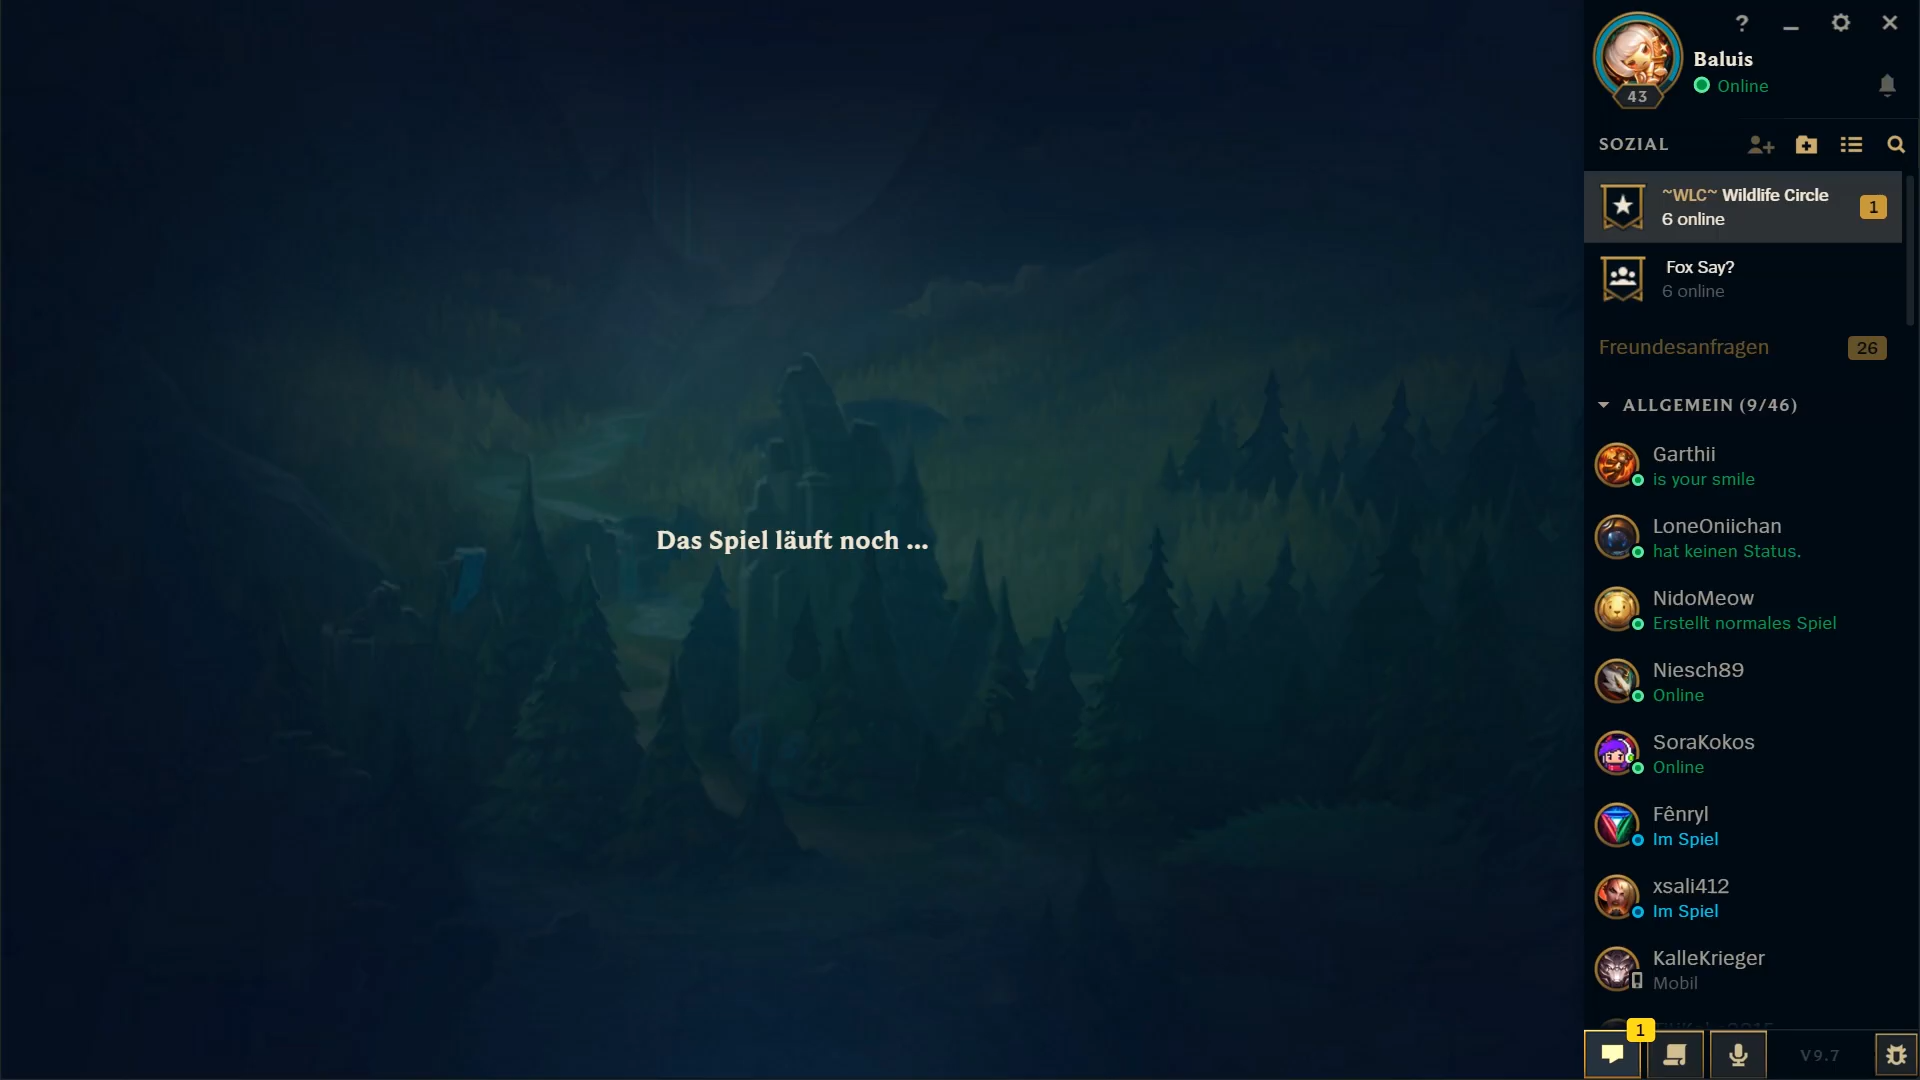 ?
Baluis
Online
43
SOZIAL
~WLC~ Wildlife Circle
6 online
1
Fox Say?
6 online
Freundesanfragen
26
ALLGEMEIN (9/46)
Garthii
is your smile
LoneOniichan
hat keinen Status.
NidoMeow
Erstellt normales Spiel
Niesch89
Online
SoraKokos
Online
Fênryl
Im Spiel
xsali412
Im Spiel
KalleKrieger
Mobil
1
V9.7
Das Spiel läuft noch ...